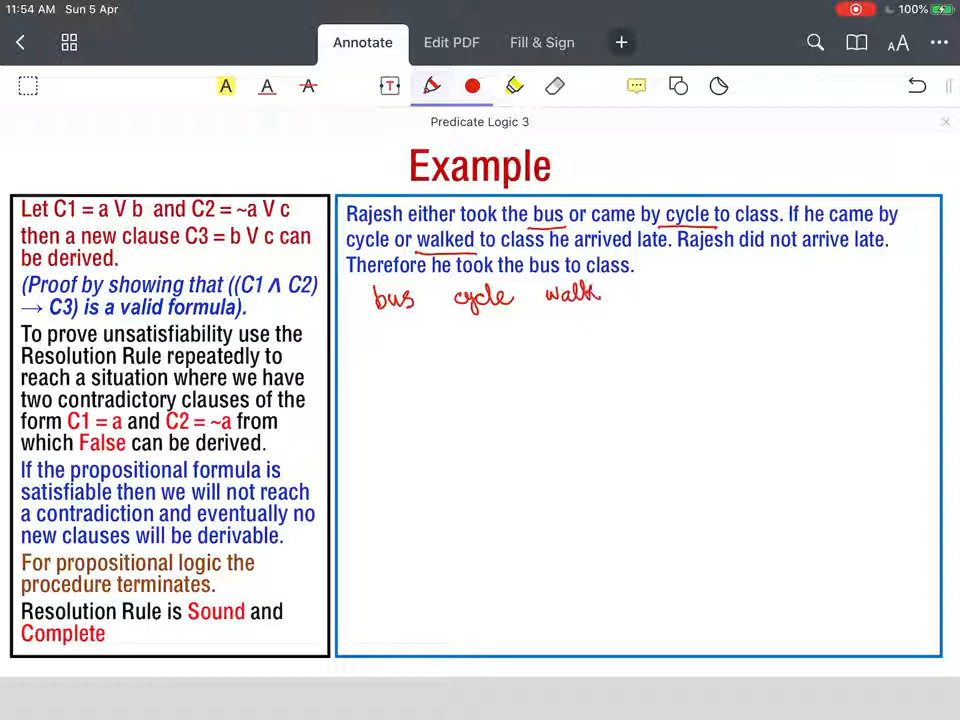 11:54 AM Sun 5 Apr
100%
Annotate
Edit PDF
Fill & Sign
Predicate Logic 3
Example
Let C1 = a V b and C2 = ~a V c
then a new clause C3 = b V c can
be derived.
(Proof by showing that ((C1 ∧ C2)
→ C3) is a valid formula).
To prove unsatisfiability use the
Resolution Rule repeatedly to
reach a situation where we have
two contradictory clauses of the
form C1 = a and C2 = ~a from
which False can be derived.
If the propositional formula is
satisfiable then we will not reach
a contradiction and eventually no
new clauses will be derivable.
For propositional logic the
procedure terminates.
Resolution Rule is Sound and
Complete
Rajesh either took the bus or came by cycle to class. If he came by
cycle or walked to class he arrived late. Rajesh did not arrive late.
Therefore he took the bus to class.
bus cycle walk